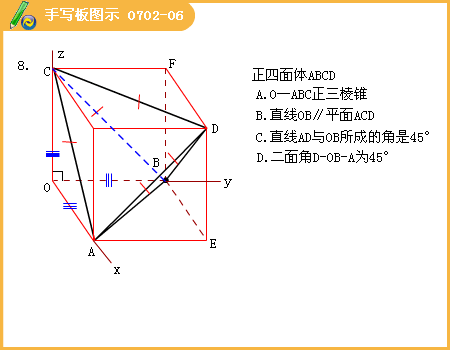 手写板图示 0702-06
8.
z
C
F
正四面体ABCD
A.O—ABC正三棱锥
B.直线OB∥平面ACD
D
C.直线AD与OB所成的角是45°
D.二面角D-OB-A为45°
B
O
y
A
E
x